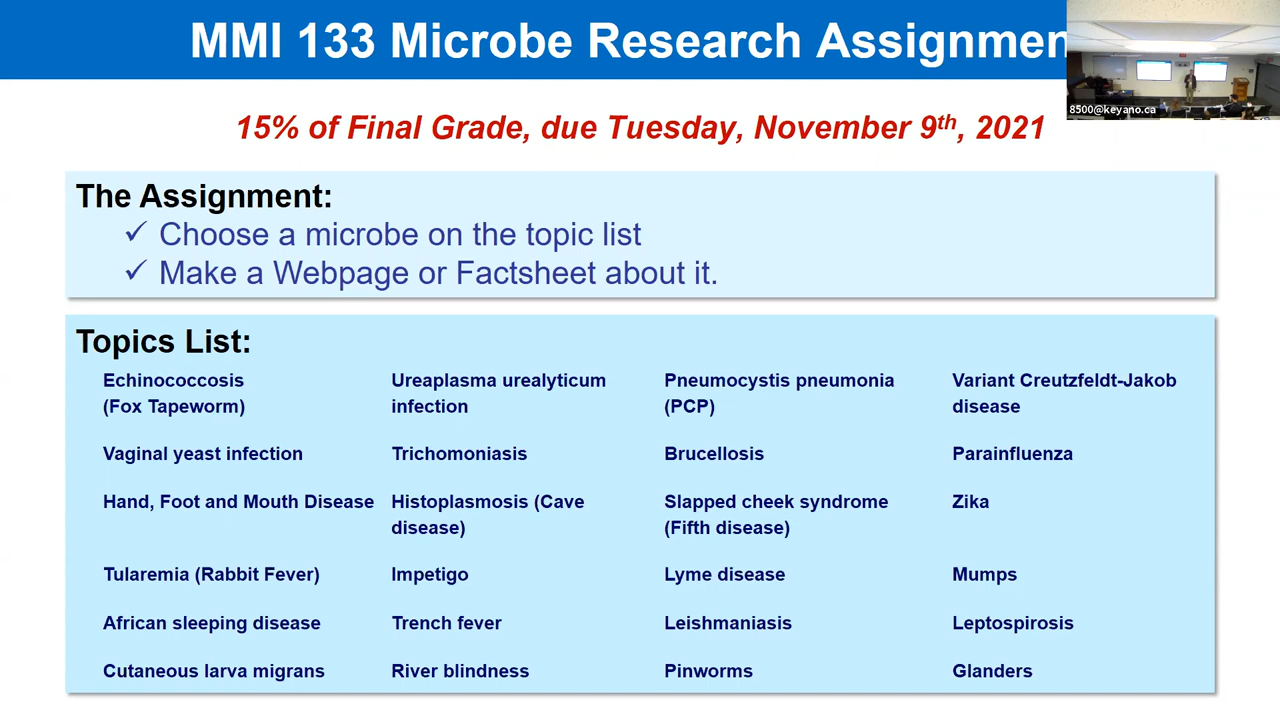 MMI 133 Microbe Research Assignmen
8500@keyano.ca
15% of Final Grade, due Tuesday, November 9th, 2021
The Assignment:
✓ Choose a microbe on the topic list
✓ Make a Webpage or Factsheet about it.
Topics List:
Echinococcosis
(Fox Tapeworm)
Ureaplasma urealyticum
infection
Pneumocystis pneumonia
(PCP)
Variant Creutzfeldt-Jakob
disease
Vaginal yeast infection
Trichomoniasis
Brucellosis
Parainfluenza
Hand, Foot and Mouth Disease
Histoplasmosis (Cave
disease)
Slapped cheek syndrome
(Fifth disease)
Zika
Tularemia (Rabbit Fever)
Impetigo
Lyme disease
Mumps
African sleeping disease
Trench fever
Leishmaniasis
Leptospirosis
Cutaneous larva migrans
River blindness
Pinworms
Glanders